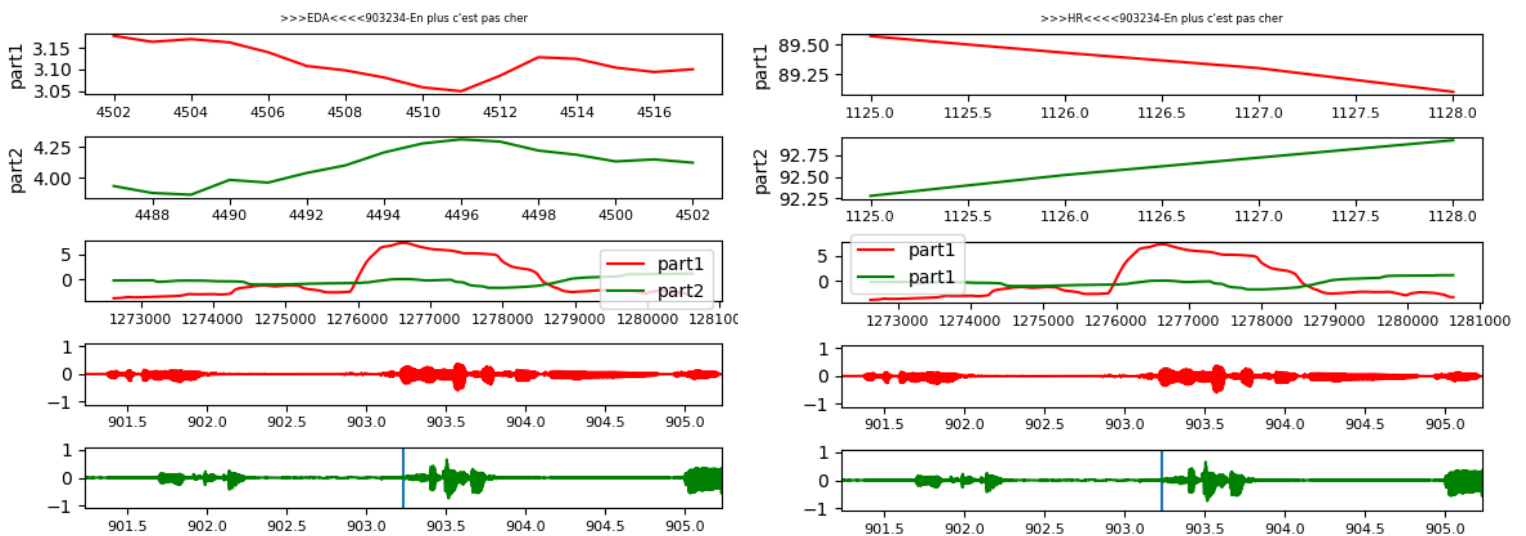 >>>EDA<<<<903234-En plus c'est pas cher
part1
3.15
3.10
3.05
4502 4504 4506 4508 4510 4512 4514 4516
part2
4.25
4.00
4488 4490 4492 4494 4496 4498 4500 4502
5
0
part1
part2
1273000 1274000 1275000 1276000 1277000 1278000 1279000 1280000 1281000
1
0
−1
901.5 902.0 902.5 903.0 903.5 904.0 904.5 905.0
1
0
−1
901.5 902.0 902.5 903.0 903.5 904.0 904.5 905.0
>>>HR<<<<903234-En plus c'est pas cher
part1
89.50
89.25
1125.0 1125.5 1126.0 1126.5 1127.0 1127.5 1128.0
part2
92.75
92.50
92.25
1125.0 1125.5 1126.0 1126.5 1127.0 1127.5 1128.0
5
0
part1
part1
1273000 1274000 1275000 1276000 1277000 1278000 1279000 1280000 1281000
1
0
−1
901.5 902.0 902.5 903.0 903.5 904.0 904.5 905.0
1
0
−1
901.5 902.0 902.5 903.0 903.5 904.0 904.5 905.0